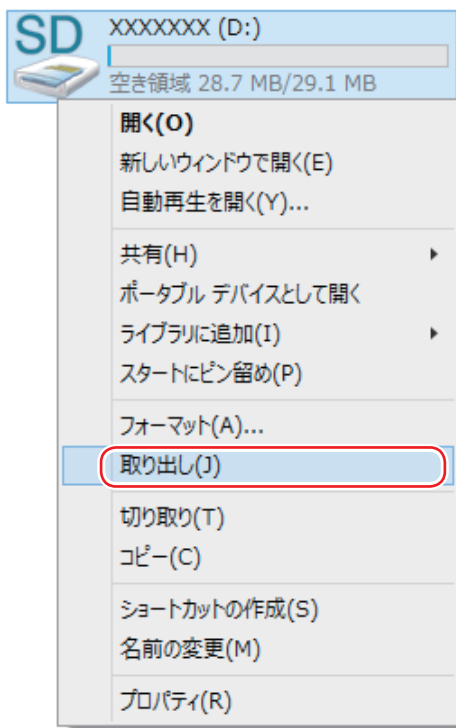 SD
XXXXXXX (D:)
空き領域 28.7 MB/29.1 MB
開く(O)
新しいウィンドウで開く(E)
自動再生を開く(Y)...
共有(H)
ポータブル デバイスとして開く
ライブラリに追加(I)
スタートにピン留め(P)
フォーマット(A)...
取り出し(J)
切り取り(T)
コピー(C)
ショートカットの作成(S)
名前の変更(M)
プロパティ(R)